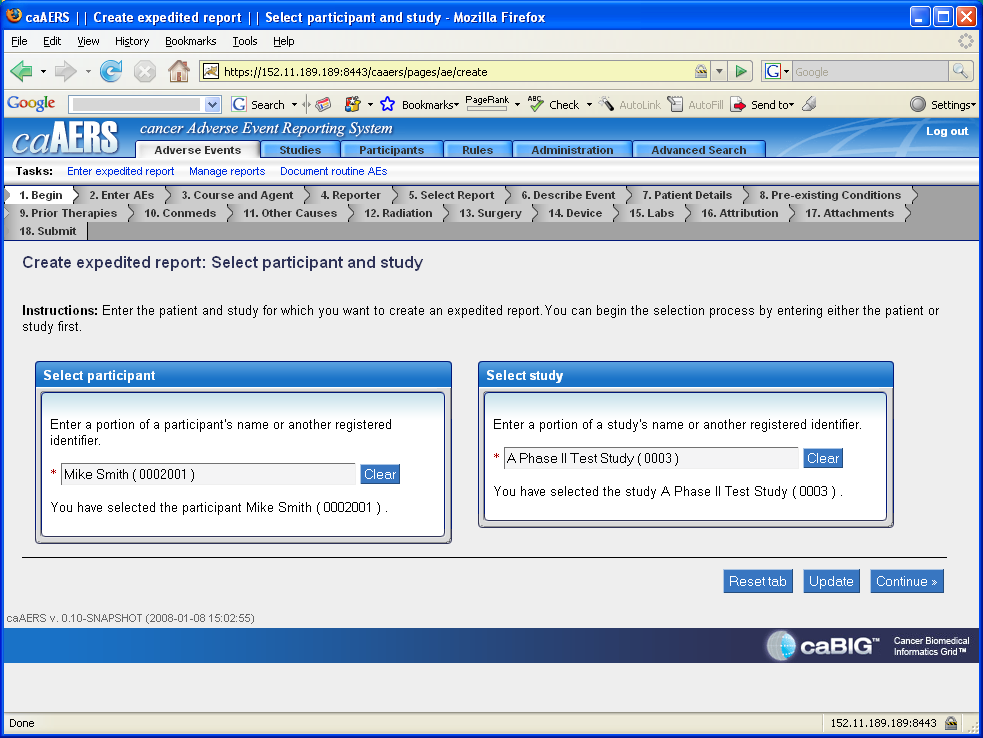 caAERS || Create expedited report || Select participant and study - Mozilla Firefox
File Edit View History Bookmarks Tools Help
https://152.11.189.189:8443/caaers/pages/ae/create
G Google
Google G Search Bookmarks PageRank ABC Check AutoLink AutoFill Send to Settings
caAERS cancer Adverse Event Reporting System Log out
Adverse Events Studies Participants Rules Administration Advanced Search
Tasks: Enter expedited report Manage reports Document routine AEs
1. Begin 2. Enter AEs 3. Course and Agent 4. Reporter 5. Select Report 6. Describe Event 7. Patient Details 8. Pre-existing Conditions
9. Prior Therapies 10. Conmeds 11. Other Causes 12. Radiation 13. Surgery 14. Device 15. Labs 16. Attribution 17. Attachments
18. Submit
Create expedited report: Select participant and study
Instructions: Enter the patient and study for which you want to create an expedited report. You can begin the selection process by entering either the patient or
study first.
Select participant
Enter a portion of a participant's name or another registered
identifier.
* Mike Smith ( 0002001 ) Clear
You have selected the participant Mike Smith ( 0002001 ) .
Select study
Enter a portion of a study's name or another registered identifier.
* A Phase II Test Study ( 0003 ) Clear
You have selected the study A Phase II Test Study ( 0003 ) .
Reset tab Update Continue »
caAERS v. 0.10-SNAPSHOT (2008-01-08 15:02:55)
caBIG™ Cancer Biomedical
Informatics Grid™
Done 152.11.189.189:8443